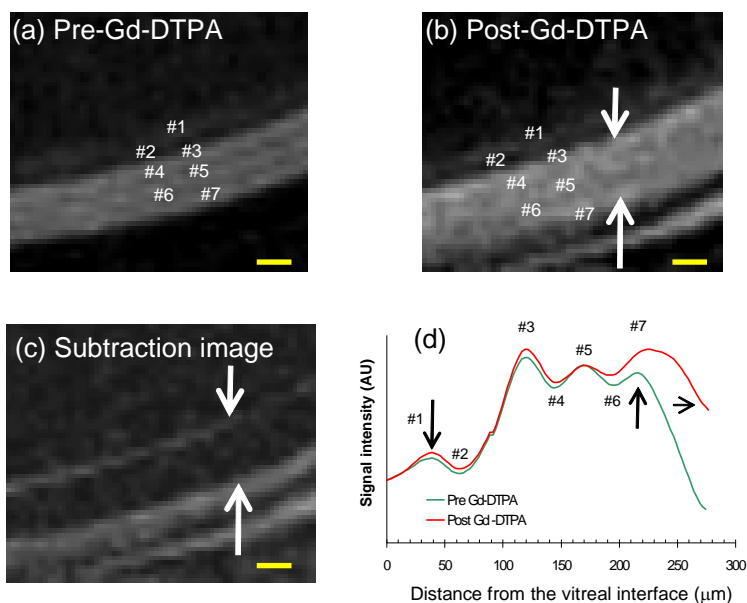 (a) Pre-Gd-DTPA
#1
#2 #3
#4 #5
#6 #7
(b) Post-Gd-DTPA
#1
#2 #3
#4 #5
#6 #7
(c) Subtraction image
(d)
#1
#2
#3
#4
#5
#6
#7
Pre Gd-DTPA
Post Gd -DTPA
Signal intensity (AU)
0 50 100 150 200 250 300
Distance from the vitreal interface (μm)